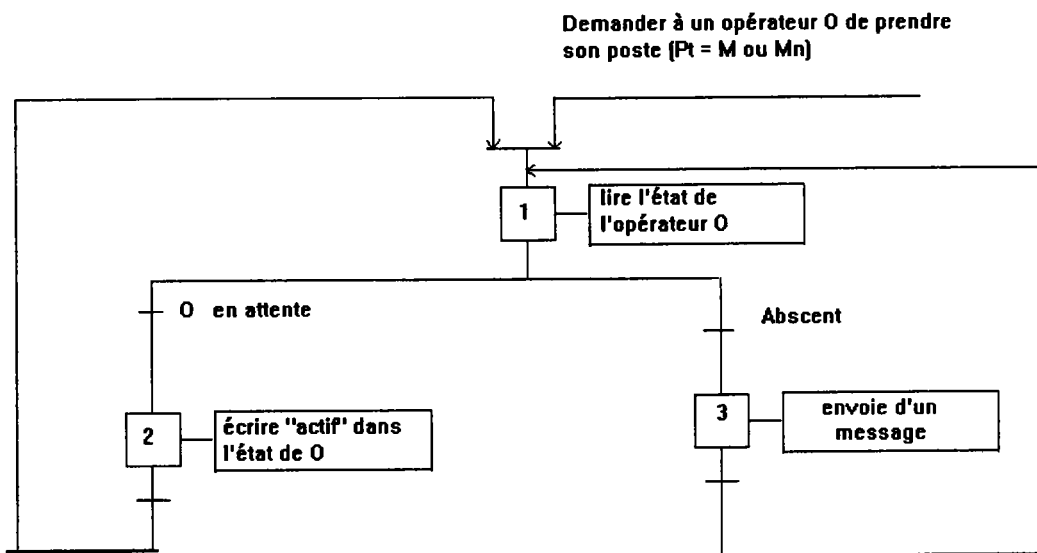 Demander à un opérateur O de prendre
son poste (Pt = M ou Mn)
1
lire l'état de
l'opérateur O
O en attente
Abscent
2
écrire "actif" dans
l'état de O
3
envoie d'un
message